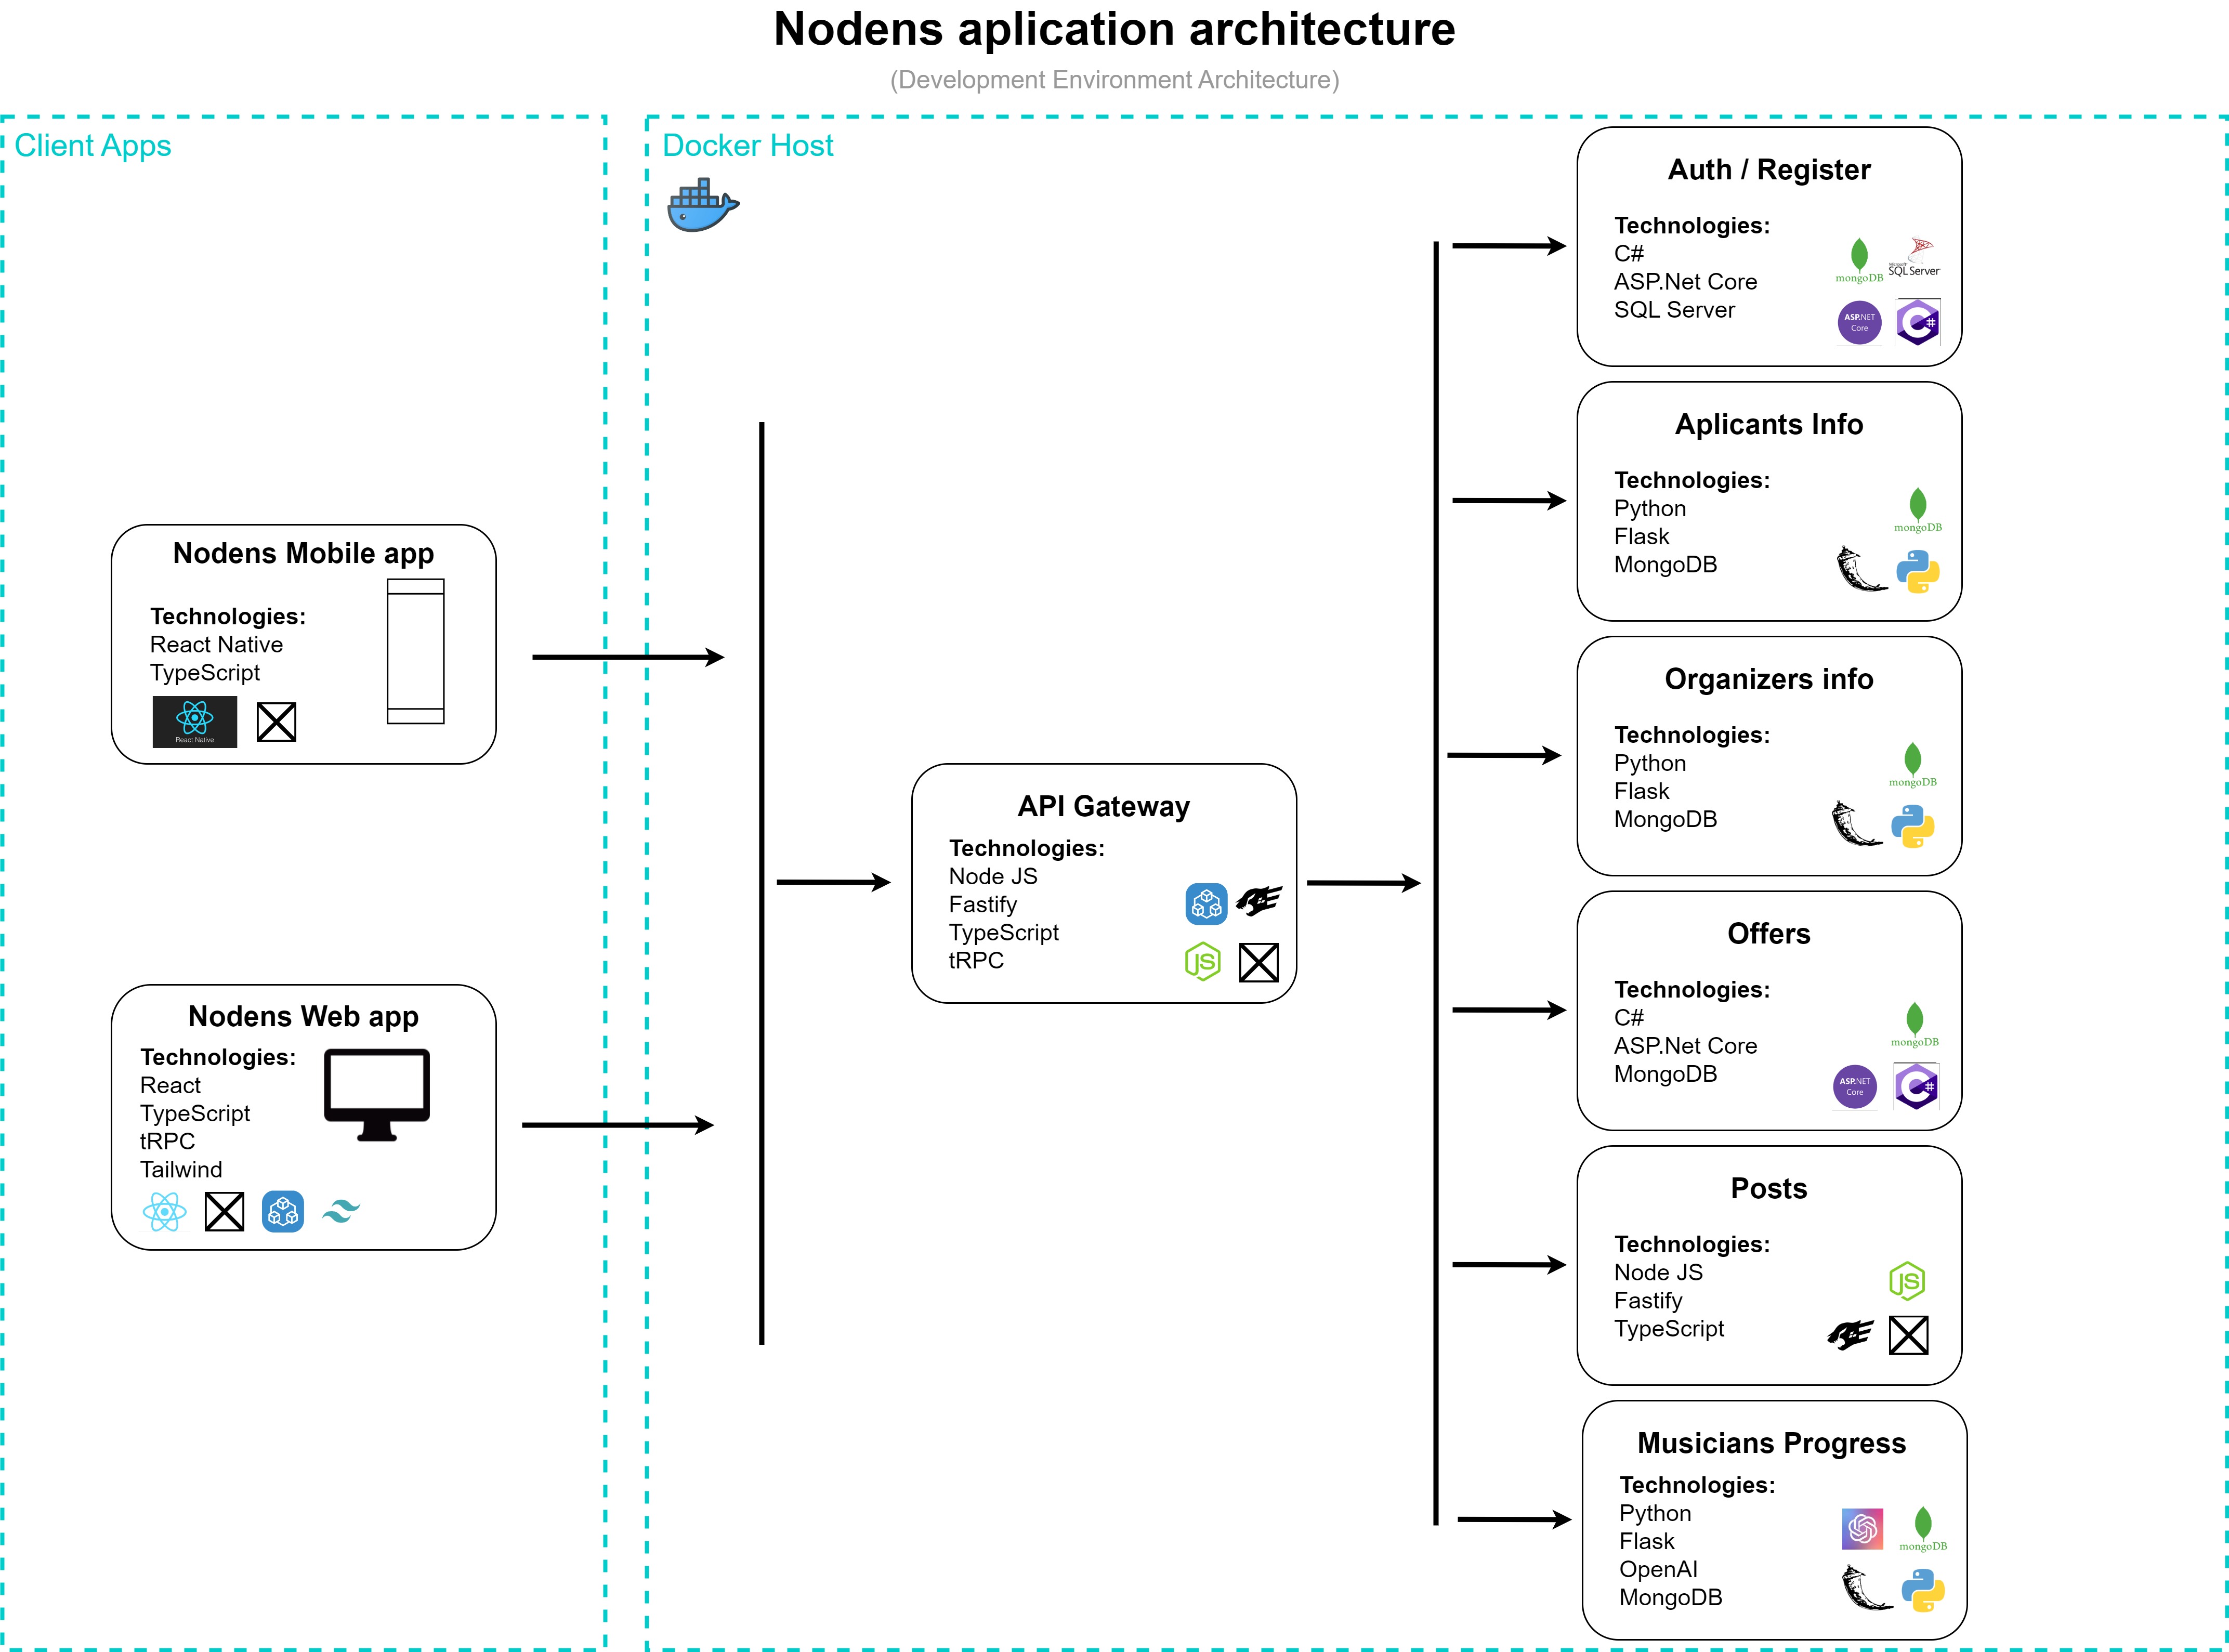 Nodens aplication architecture
(Development Environment Architecture)
Client Apps
Nodens Mobile app
Technologies:
React Native
TypeScript
React Native
Nodens Web app
Technologies:
React
TypeScript
tRPC
Tailwind
Docker Host
API Gateway
Technologies:
Node JS
Fastify
TypeScript
tRPC
JS
Auth / Register
Technologies:
C#
ASP.Net Core
SQL Server
mongoDB
Microsoft
SQL Server
ASP.NET
Core
C#
Aplicants Info
Technologies:
Python
Flask
MongoDB
mongoDB
Organizers info
Technologies:
Python
Flask
MongoDB
mongoDB
Offers
Technologies:
C#
ASP.Net Core
MongoDB
mongoDB
ASP.NET
Core
C#
Posts
Technologies:
Node JS
Fastify
TypeScript
JS
Musicians Progress
Technologies:
Python
Flask
OpenAI
MongoDB
mongoDB